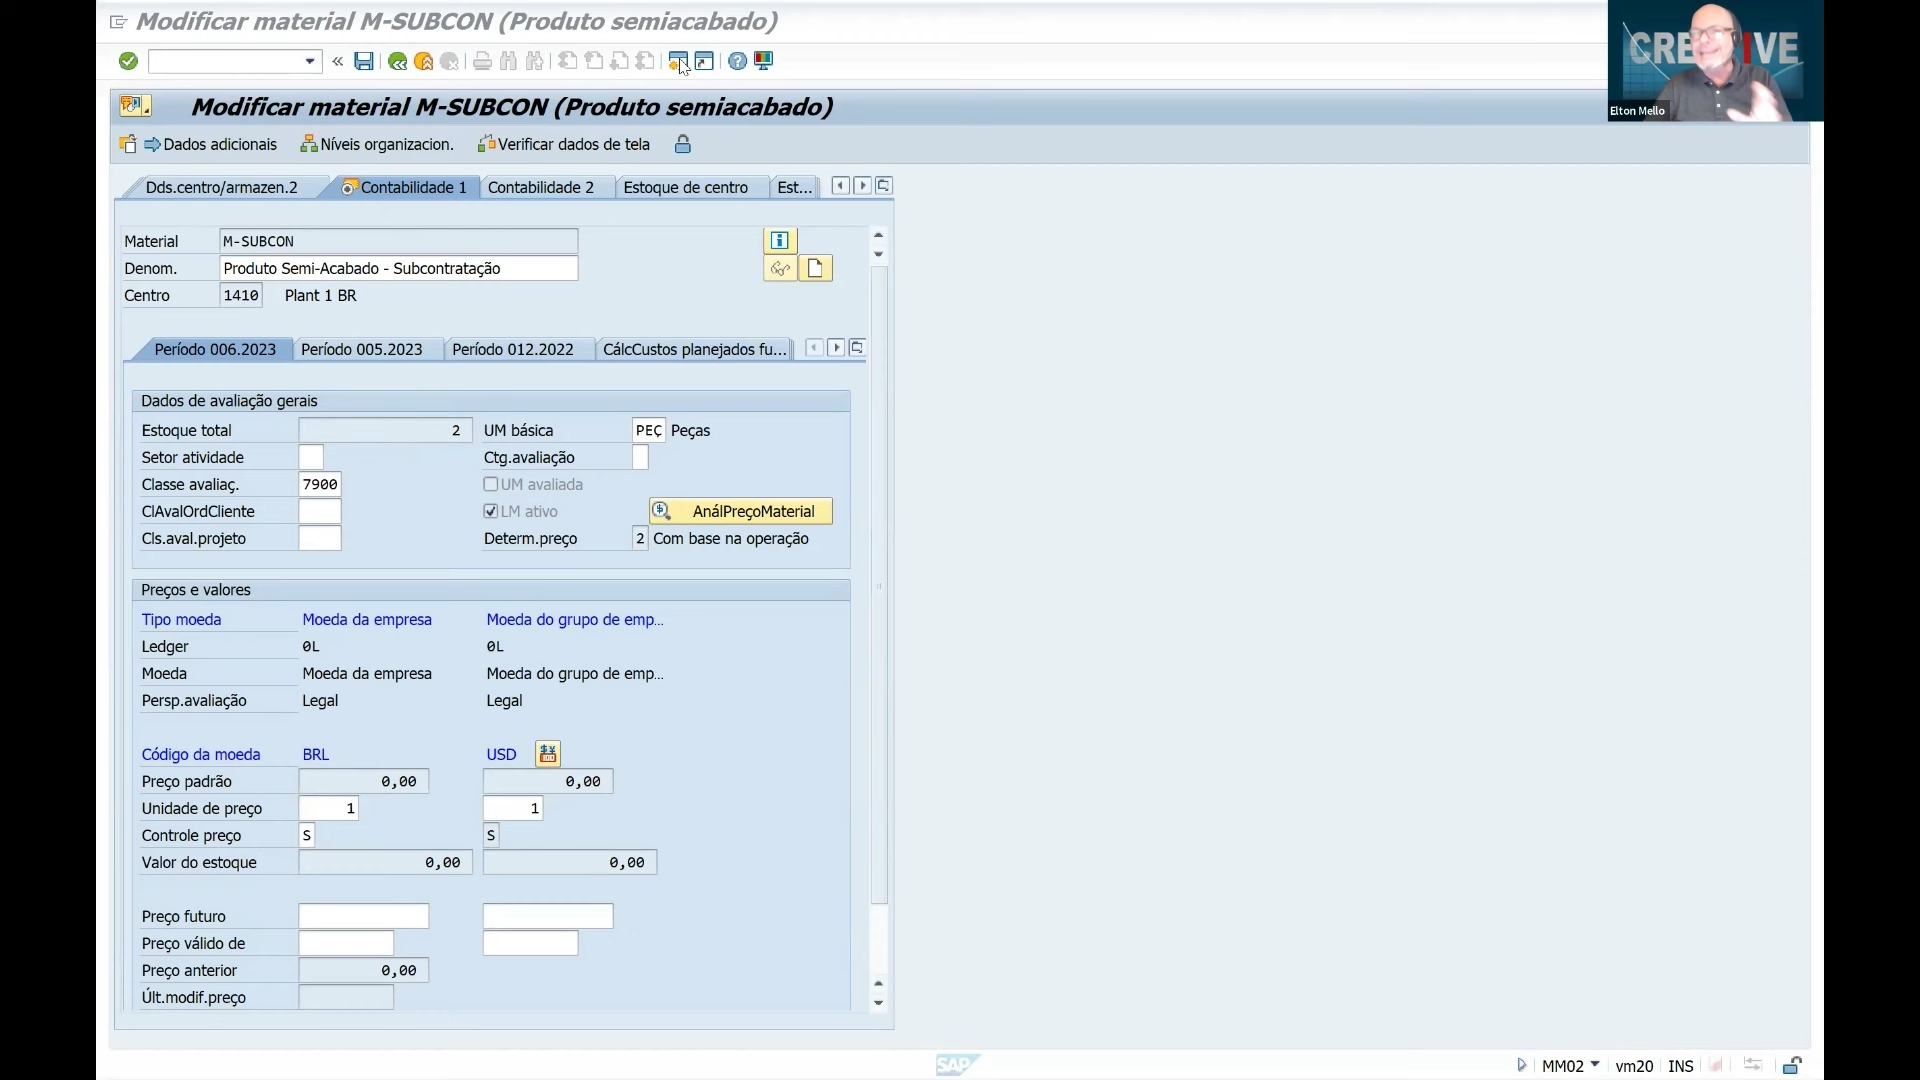 Modificar material M-SUBCON (Produto semiacabado)
CRE IVE
Elton Mello
Modificar material M-SUBCON (Produto semiacabado)
Dados adicionais Níveis organizacion. Verificar dados de tela
Dds.centro/armazen.2 Contabilidade 1 Contabilidade 2 Estoque de centro Est...
Material M-SUBCON
Denom. Produto Semi-Acabado - Subcontratação
Centro 1410 Plant 1 BR
Período 006.2023 Período 005.2023 Período 012.2022 CálcCustos planejados fu...
Dados de avaliação gerais
Estoque total 2 UM básica PEÇ Peças
Setor atividade Ctg.avaliação
Classe avaliaç. 7900 UM avaliada
ClAvalOrdCliente LM ativo AnálPreçoMaterial
Cls.aval.projeto Determ.preço 2 Com base na operação
Preços e valores
Tipo moeda Moeda da empresa Moeda do grupo de emp...
Ledger 0L 0L
Moeda Moeda da empresa Moeda do grupo de emp...
Persp.avaliação Legal Legal
Código da moeda BRL USD
Preço padrão 0,00 0,00
Unidade de preço 1 1
Controle preço S S
Valor do estoque 0,00 0,00
Preço futuro
Preço válido de
Preço anterior 0,00
Últ.modif.preço
SAP MM02 vm20 INS